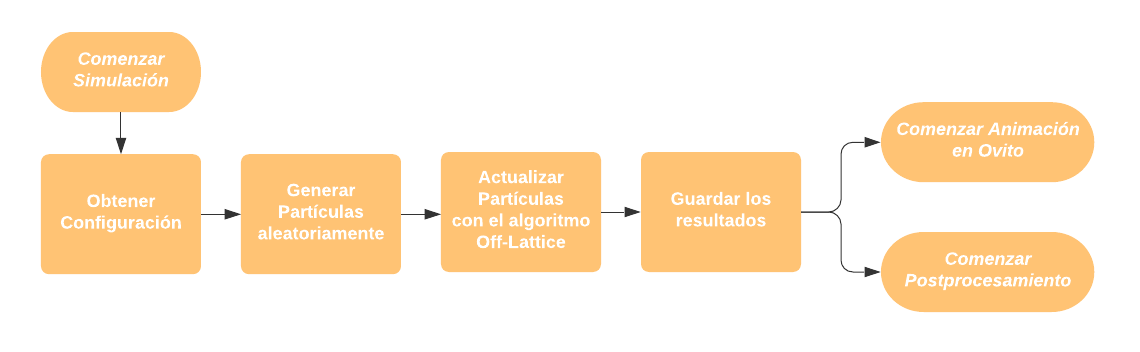 Comenzar
Simulación
Obtener
Configuración
Generar
Partículas
aleatoriamente
Actualizar
Partículas
con el algoritmo
Off-Lattice
Guardar los
resultados
Comenzar Animación
en Ovito
Comenzar
Postprocesamiento